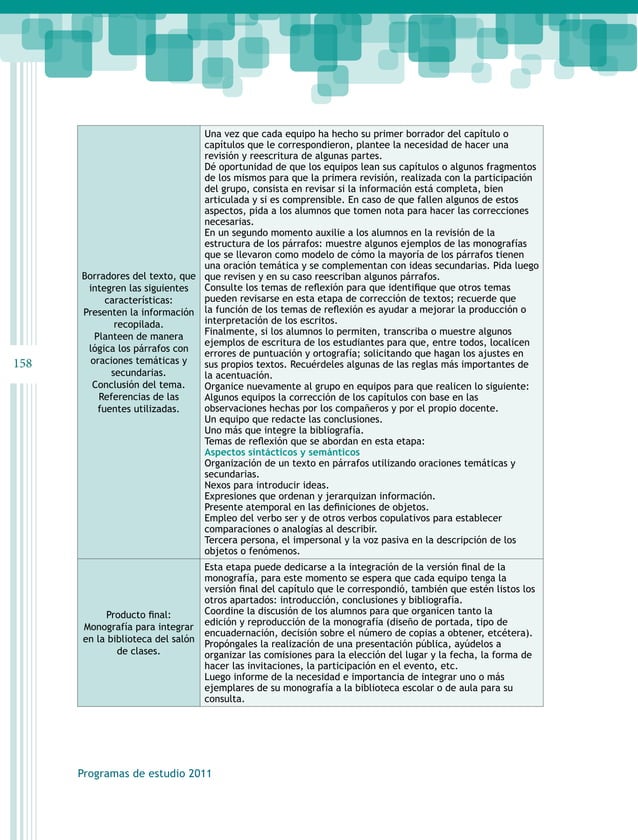 Una vez que cada equipo ha hecho su primer borrador del capítulo o
capítulos que le correspondieron, plantee la necesidad de hacer una
revisión y reescritura de algunas partes.
Dé oportunidad de que los equipos lean sus capítulos o algunos fragmentos
de los mismos para que la primera revisión, realizada con la participación
del grupo, consista en revisar si la información está completa, bien
articulada y si es comprensible. En caso de que fallen algunos de estos
aspectos, pida a los alumnos que tomen nota para hacer las correcciones
necesarias.
En un segundo momento auxilie a los alumnos en la revisión de la
estructura de los párrafos: muestre algunos ejemplos de las monografías
que se llevaron como modelo de cómo la mayoría de los párrafos tienen
una oración temática y se complementan con ideas secundarias. Pida luego
que revisen y en su caso reescriban algunos párrafos.
Consulte los temas de reflexión para que identifique que otros temas
pueden revisarse en esta etapa de corrección de textos; recuerde que
la función de los temas de reflexión es ayudar a mejorar la producción o
interpretación de los escritos.
Finalmente, si los alumnos lo permiten, transcriba o muestre algunos
ejemplos de escritura de los estudiantes para que, entre todos, localicen
errores de puntuación y ortografía; solicitando que hagan los ajustes en
sus propios textos. Recuérdeles algunas de las reglas más importantes de
la acentuación.
Organice nuevamente al grupo en equipos para que realicen lo siguiente:
Algunos equipos la corrección de los capítulos con base en las
observaciones hechas por los compañeros y por el propio docente.
Un equipo que redacte las conclusiones.
Uno más que integre la bibliografía.
Temas de reflexión que se abordan en esta etapa:
Aspectos sintácticos y semánticos
Organización de un texto en párrafos utilizando oraciones temáticas y
secundarias.
Nexos para introducir ideas.
Expresiones que ordenan y jerarquizan información.
Presente atemporal en las definiciones de objetos.
Empleo del verbo ser y de otros verbos copulativos para establecer
comparaciones o analogías al describir.
Tercera persona, el impersonal y la voz pasiva en la descripción de los
objetos o fenómenos.
Borradores del texto, que
integren las siguientes
características:
Presenten la información
recopilada.
Planteen de manera
lógica los párrafos con
oraciones temáticas y
secundarias.
Conclusión del tema.
Referencias de las
fuentes utilizadas.
158
Esta etapa puede dedicarse a la integración de la versión final de la
monografía, para este momento se espera que cada equipo tenga la
versión final del capítulo que le correspondió, también que estén listos los
otros apartados: introducción, conclusiones y bibliografía.
Coordine la discusión de los alumnos para que organicen tanto la
edición y reproducción de la monografía (diseño de portada, tipo de
encuadernación, decisión sobre el número de copias a obtener, etcétera).
Propóngales la realización de una presentación pública, ayúdelos a
organizar las comisiones para la elección del lugar y la fecha, la forma de
hacer las invitaciones, la participación en el evento, etc.
Luego informe de la necesidad e importancia de integrar uno o más
ejemplares de su monografía a la biblioteca escolar o de aula para su
consulta.
Producto final:
Monografía para integrar
en la biblioteca del salón
de clases.
Programas de estudio 2011